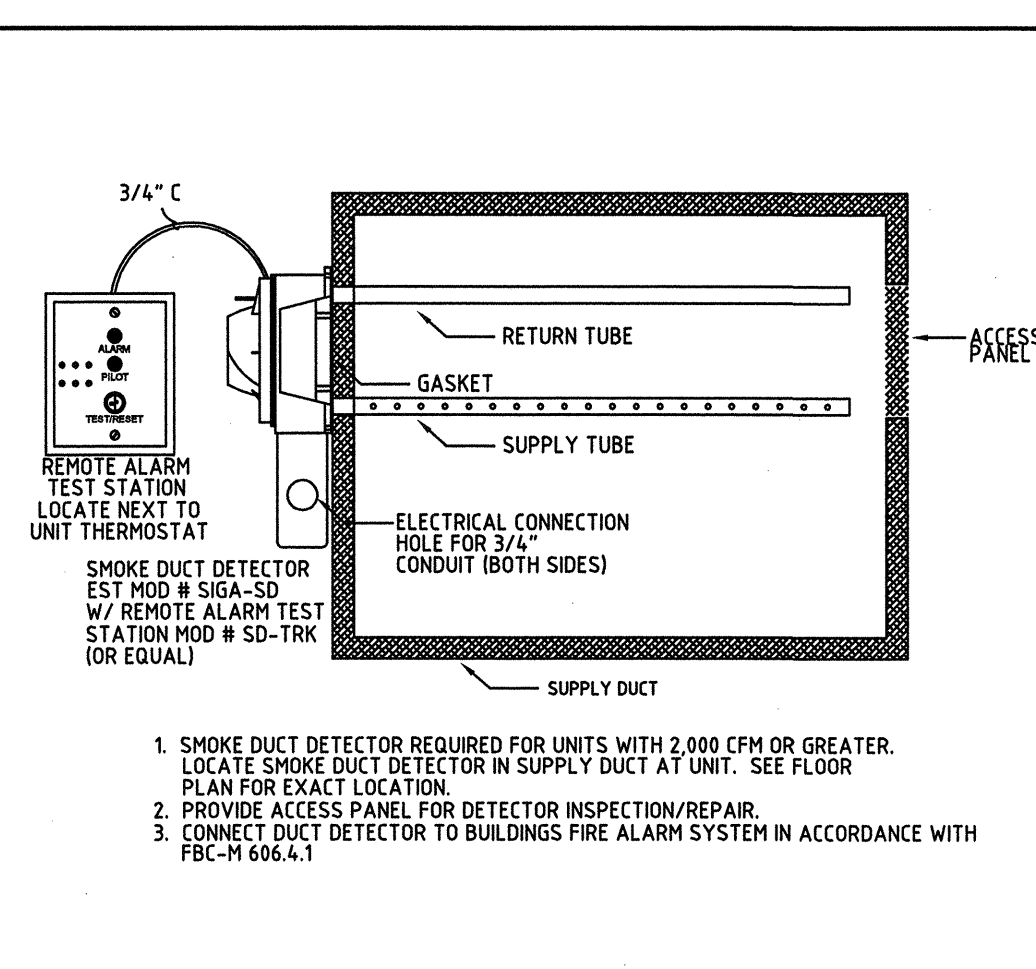 3/4" C
ALARM
PILOT
TEST/RESET
REMOTE ALARM
TEST STATION
LOCATE NEXT TO
UNIT THERMOSTAT
RETURN TUBE
GASKET
SUPPLY TUBE
ACCESS
PANEL
ELECTRICAL CONNECTION
HOLE FOR 3/4"
CONDUIT (BOTH SIDES)
SMOKE DUCT DETECTOR
EST MOD # SIGA-SD
W/ REMOTE ALARM TEST
STATION MOD # SD-TRK
(OR EQUAL)
SUPPLY DUCT
1. SMOKE DUCT DETECTOR REQUIRED FOR UNITS WITH 2,000 CFM OR GREATER.
LOCATE SMOKE DUCT DETECTOR IN SUPPLY DUCT AT UNIT. SEE FLOOR
PLAN FOR EXACT LOCATION.
2. PROVIDE ACCESS PANEL FOR DETECTOR INSPECTION/REPAIR.
3. CONNECT DUCT DETECTOR TO BUILDINGS FIRE ALARM SYSTEM IN ACCORDANCE WITH
FBC-M 606.4.1